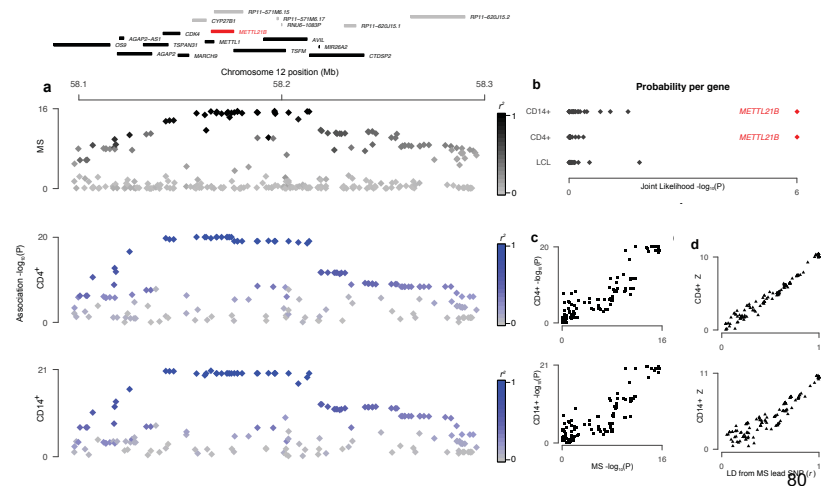 RP11−571M6.15
RP11−620J15.2
CYP27B1
RP11−571M6.17
RNU6−1083P
RP11−620J15.1
AGAP2−AS1
CDK4
METTL21B
OS9
TSPAN31
METTL1
AVIL
MIR26A2
AGAP2
MARCH9
TSFM
CTDSP2
Chromosome 12 position (Mb)
a
58.1
58.2
58.3
16
MS
0
r²
1
0
b
Probability per gene
CD14+
METTL21B
CD4+
METTL21B
LCL
0
6
Joint Likelihood -log₁₀(P)
Association -log₁₀(P)
20
CD4⁺
0
r²
1
0
21
CD14⁺
0
r²
1
0
c
20
CD4+ -log₁₀(P)
0
0
16
21
CD14+ -log₁₀(P)
0
0
16
MS -log₁₀(P)
d
10
CD4+ Z
0
0
1
11
CD14+ Z
0
0
1
LD from MS lead SNP (r)
80